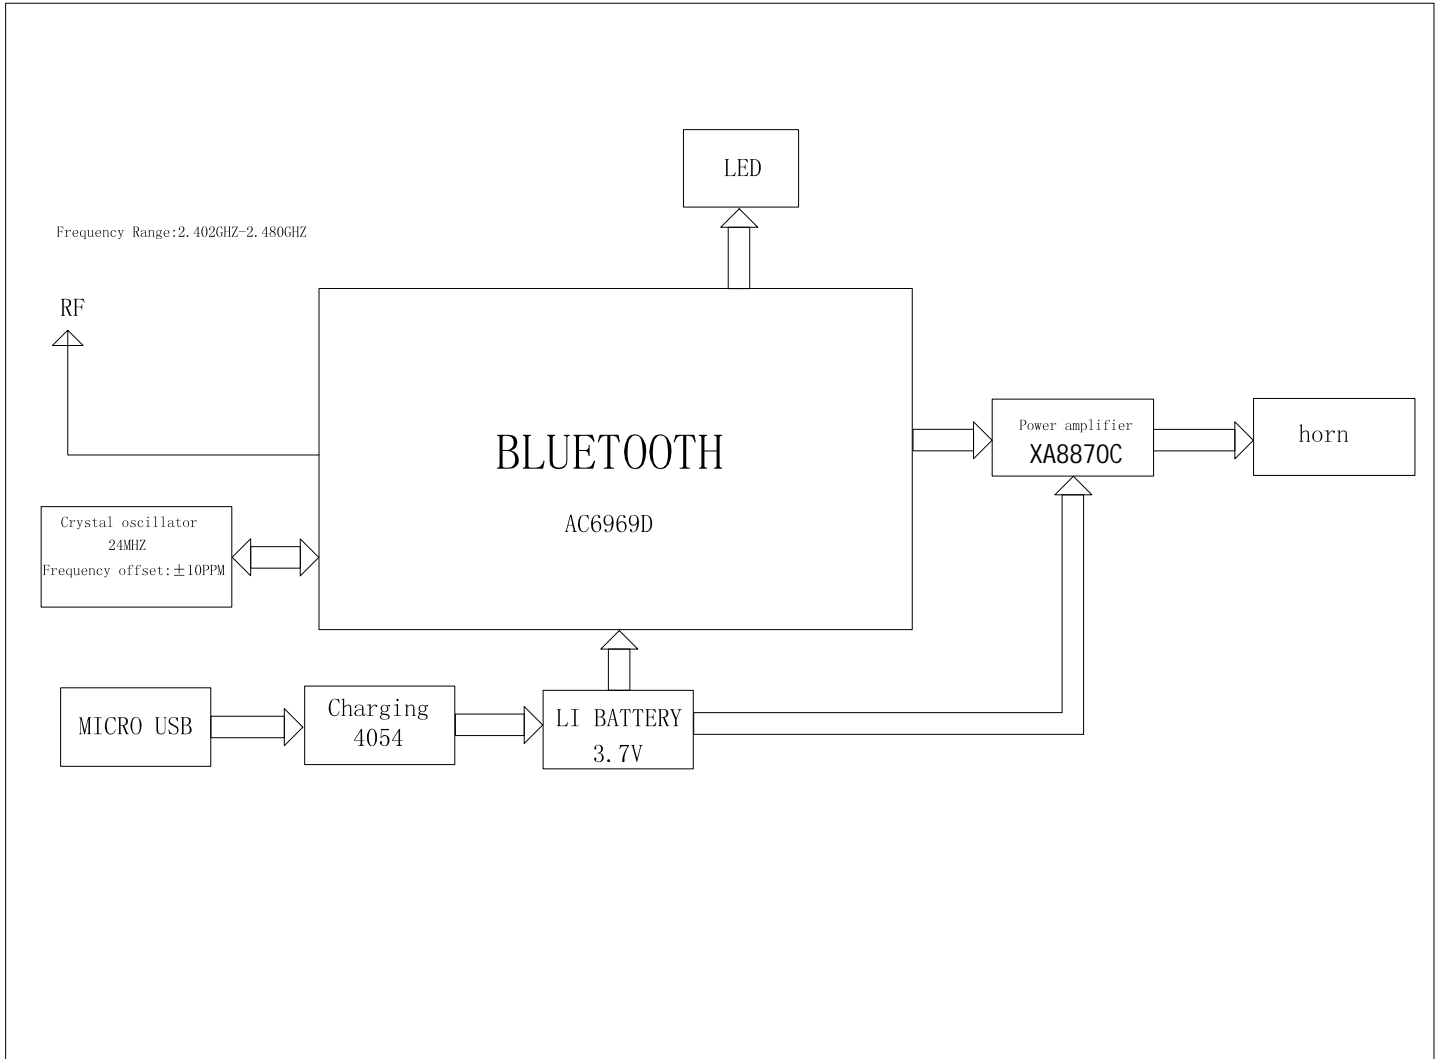 LED
Frequency Range:2.402GHZ-2.480GHZ
RF
BLUETOOTH
AC6969D
Power amplifier
XA8870C
horn
Crystal oscillator
24MHZ
Frequency offset:±10PPM
MICRO USB
Charging
4054
LI BATTERY
3.7V